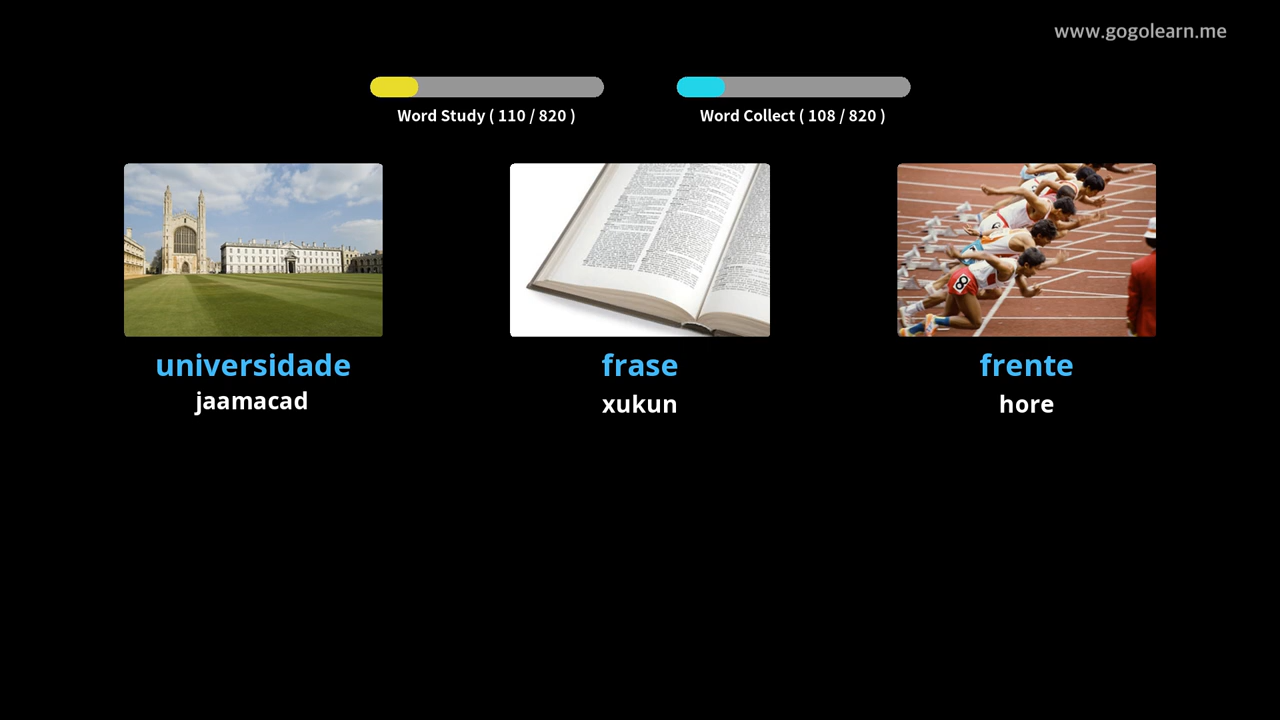 www.gogolearn.me
Word Study ( 110 / 820 )
Word Collect ( 108 / 820 )
universidade
jaamacad
frase
xukun
frente
hore